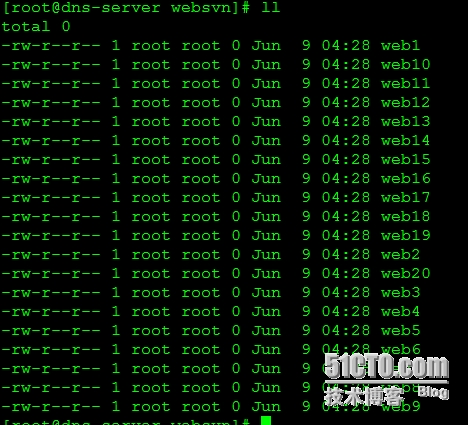 [root@dns-server websvn]# ll
total 0
-rw-r--r-- 1 root root 0 Jun  9 04:28 web1
-rw-r--r-- 1 root root 0 Jun  9 04:28 web10
-rw-r--r-- 1 root root 0 Jun  9 04:28 web11
-rw-r--r-- 1 root root 0 Jun  9 04:28 web12
-rw-r--r-- 1 root root 0 Jun  9 04:28 web13
-rw-r--r-- 1 root root 0 Jun  9 04:28 web14
-rw-r--r-- 1 root root 0 Jun  9 04:28 web15
-rw-r--r-- 1 root root 0 Jun  9 04:28 web16
-rw-r--r-- 1 root root 0 Jun  9 04:28 web17
-rw-r--r-- 1 root root 0 Jun  9 04:28 web18
-rw-r--r-- 1 root root 0 Jun  9 04:28 web19
-rw-r--r-- 1 root root 0 Jun  9 04:28 web2
-rw-r--r-- 1 root root 0 Jun  9 04:28 web20
-rw-r--r-- 1 root root 0 Jun  9 04:28 web3
-rw-r--r-- 1 root root 0 Jun  9 04:28 web4
-rw-r--r-- 1 root root 0 Jun  9 04:28 web5
-rw-r--r-- 1 root root 0 Jun  9 04:28 web6
-rw-r--r-- 1 root root 0 Jun  9
-rw-r--r-- 1 root root 0 Jun  9 04:28 web8
-rw-r--r-- 1 root root 0 Jun  9 04:28 web9
[root@dns-server websvn]#
51CTO.com
技术博客 Blog